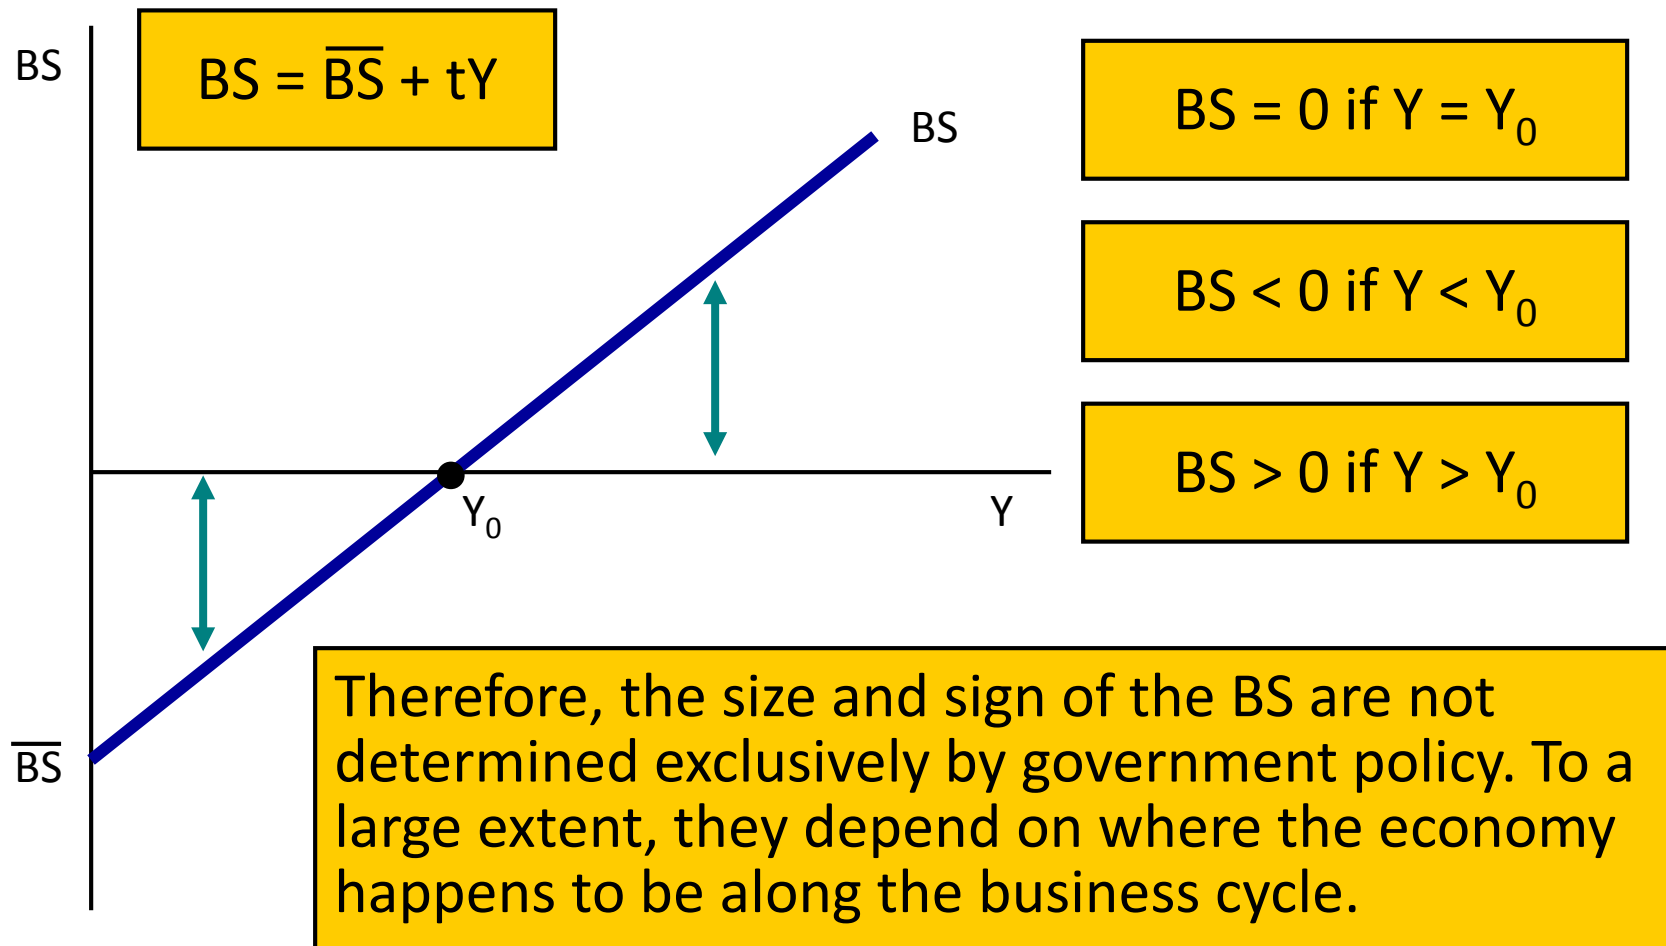 BS
BS = B̅S̅ + tY
BS
BS = 0 if Y = Y₀
BS < 0 if Y < Y₀
BS > 0 if Y > Y₀
Y₀
Y
B̅S̅
Therefore, the size and sign of the BS are not
determined exclusively by government policy. To a
large extent, they depend on where the economy
happens to be along the business cycle.